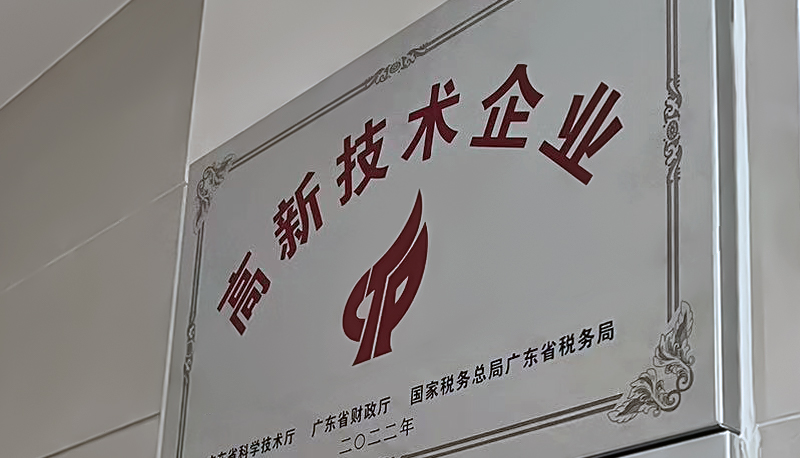 高新技术企业
广东省科学技术厅 广东省财政厅 国家税务总局广东省税务局
二〇二二年